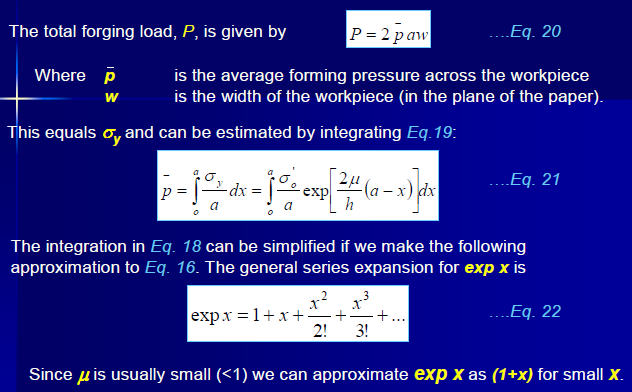 The total forging load, P, is given by P = 2 p̄ aw ....Eq. 20
Where p̄ is the average forming pressure across the workpiece
w is the width of the workpiece (in the plane of the paper).
This equals σy and can be estimated by integrating Eq.19:
p̄ = ∫₀ᵃ (σy / a) dx = ∫₀ᵃ (σ'o / a) exp[(2μ / h)(a − x)] dx ....Eq. 21
The integration in Eq. 18 can be simplified if we make the following
approximation to Eq. 16. The general series expansion for exp x is
exp x = 1 + x + x²/2! + x³/3! + ... ....Eq. 22
Since μ is usually small (<1) we can approximate exp x as (1+x) for small x.